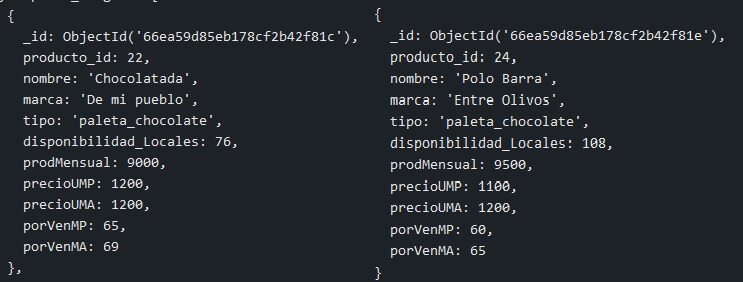 {
_id: ObjectId('66ea59d85eb178cf2b42f81c'),
producto_id: 22,
nombre: 'Chocolatada',
marca: 'De mi pueblo',
tipo: 'paleta_chocolate',
disponibilidad_Locales: 76,
prodMensual: 9000,
precioUMP: 1200,
precioUMA: 1200,
porVenMP: 65,
porVenMA: 69
},
{
_id: ObjectId('66ea59d85eb178cf2b42f81e'),
producto_id: 24,
nombre: 'Polo Barra',
marca: 'Entre Olivos',
tipo: 'paleta_chocolate',
disponibilidad_Locales: 108,
prodMensual: 9500,
precioUMP: 1100,
precioUMA: 1200,
porVenMP: 60,
porVenMA: 65
}